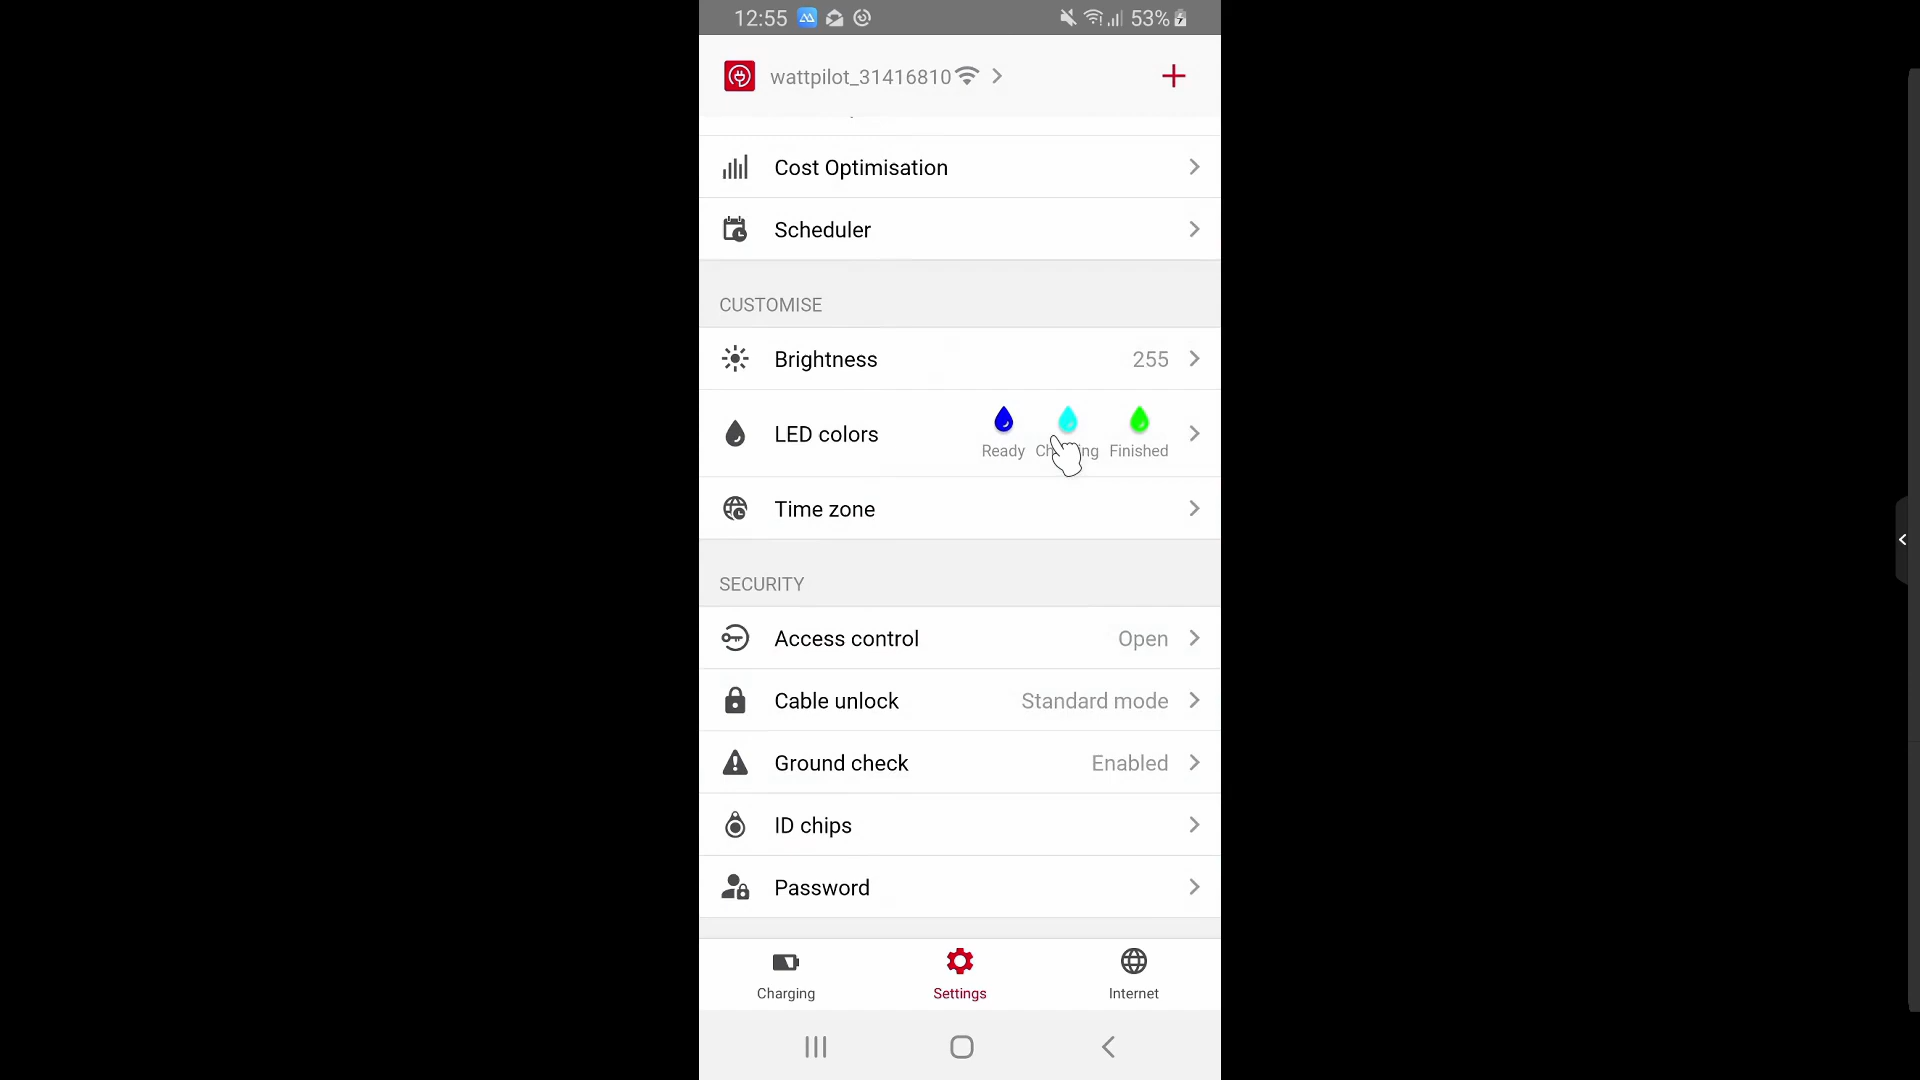 12:55 53%
wattpilot_31416810
Cost Optimisation
Scheduler
CUSTOMISE
Brightness 255
LED colors Ready Finished
Time zone
SECURITY
Access control Open
Cable unlock Standard mode
Ground check Enabled
ID chips
Password
Charging Settings Internet